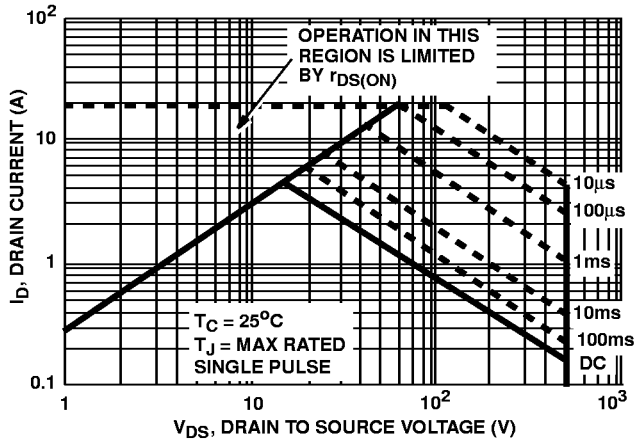 10²
OPERATION IN THIS
REGION IS LIMITED
BY rDS(ON)
ID, DRAIN CURRENT (A)
10
10µs
100µs
1
1ms
10ms
TC = 25°C
TJ = MAX RATED
SINGLE PULSE
100ms
DC
0.1
1
10
10²
10³
VDS, DRAIN TO SOURCE VOLTAGE (V)